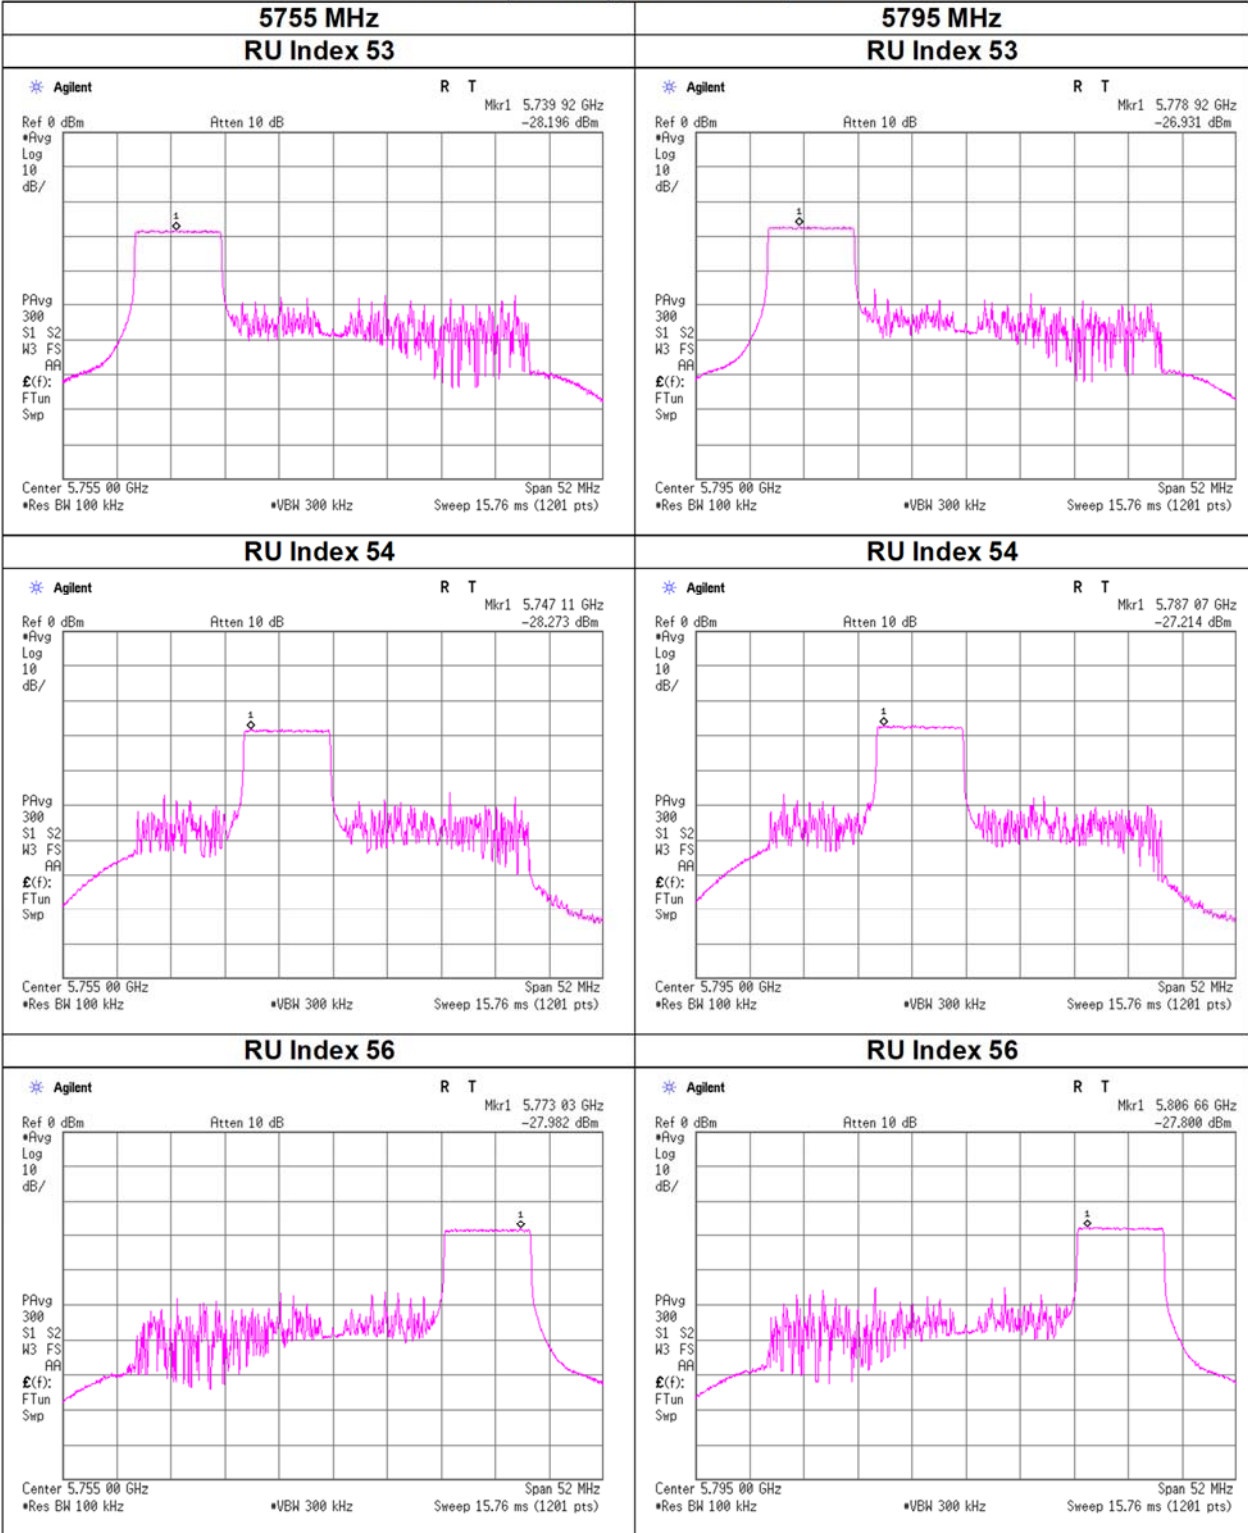 5755 MHz
5795 MHz
RU Index 53
RU Index 53
Agilent
R T
Mkr1 5.739 92 GHz
Ref 0 dBm
Atten 10 dB
-28.196 dBm
*Avg
Log
10
dB/
1
PAvg
300
S1 S2
W3 FS
AA
£(f):
FTun
Swp
Center 5.755 00 GHz
Span 52 MHz
*Res BW 100 kHz
*VBW 300 kHz
Sweep 15.76 ms (1201 pts)
Agilent
R T
Mkr1 5.778 92 GHz
Ref 0 dBm
Atten 10 dB
-26.931 dBm
*Avg
Log
10
dB/
1
PAvg
300
S1 S2
W3 FS
AA
£(f):
FTun
Swp
Center 5.795 00 GHz
Span 52 MHz
*Res BW 100 kHz
*VBW 300 kHz
Sweep 15.76 ms (1201 pts)
RU Index 54
RU Index 54
Agilent
R T
Mkr1 5.747 11 GHz
Ref 0 dBm
Atten 10 dB
-28.273 dBm
*Avg
Log
10
dB/
1
PAvg
300
S1 S2
W3 FS
AA
£(f):
FTun
Swp
Center 5.755 00 GHz
Span 52 MHz
*Res BW 100 kHz
*VBW 300 kHz
Sweep 15.76 ms (1201 pts)
Agilent
R T
Mkr1 5.787 07 GHz
Ref 0 dBm
Atten 10 dB
-27.214 dBm
*Avg
Log
10
dB/
1
PAvg
300
S1 S2
W3 FS
AA
£(f):
FTun
Swp
Center 5.795 00 GHz
Span 52 MHz
*Res BW 100 kHz
*VBW 300 kHz
Sweep 15.76 ms (1201 pts)
RU Index 56
RU Index 56
Agilent
R T
Mkr1 5.773 03 GHz
Ref 0 dBm
Atten 10 dB
-27.982 dBm
*Avg
Log
10
dB/
1
PAvg
300
S1 S2
W3 FS
AA
£(f):
FTun
Swp
Center 5.755 00 GHz
Span 52 MHz
*Res BW 100 kHz
*VBW 300 kHz
Sweep 15.76 ms (1201 pts)
Agilent
R T
Mkr1 5.806 66 GHz
Ref 0 dBm
Atten 10 dB
-27.800 dBm
*Avg
Log
10
dB/
1
PAvg
300
S1 S2
W3 FS
AA
£(f):
FTun
Swp
Center 5.795 00 GHz
Span 52 MHz
*Res BW 100 kHz
*VBW 300 kHz
Sweep 15.76 ms (1201 pts)